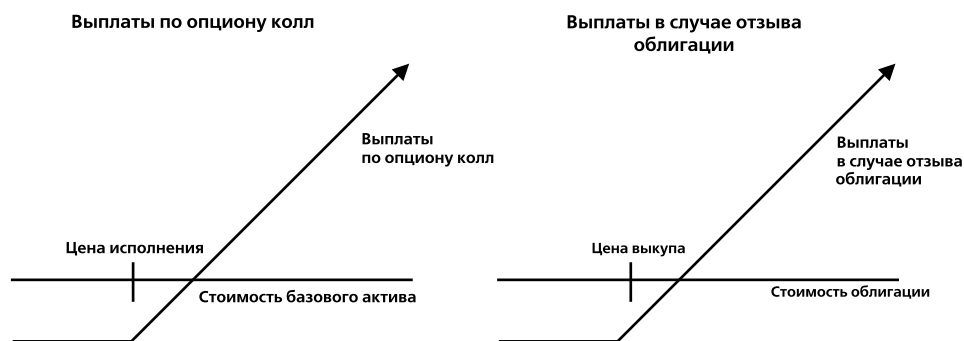 Выплаты по опциону колл
Выплаты
по опциону колл
Цена исполнения
Стоимость базового актива
Выплаты в случае отзыва
облигации
Выплаты
в случае отзыва
облигации
Цена выкупа
Стоимость облигации